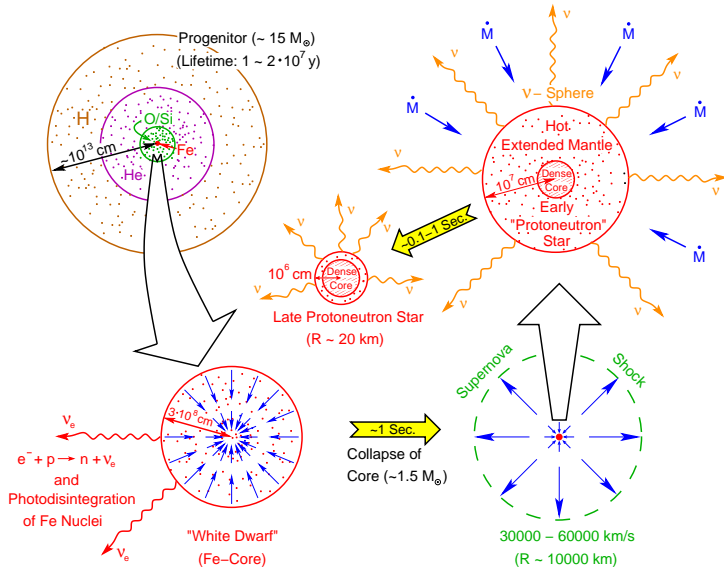 Progenitor (~ 15 M⊙)
(Lifetime: 1 ~ 2·10⁷ y)
H
O/Si
Fe
He
~10¹³ cm
ν
ν
ν
ν
ν
ν
ν
ν
Ṁ
Ṁ
Ṁ
Ṁ
Ṁ
Ṁ
ν− Sphere
Hot
Extended Mantle
10⁷ cm
Dense
Core
Early
"Protoneutron"
Star
~0.1−1 Sec.
ν
ν
ν
ν
ν
10⁶ cm
Dense
Core
Late Protoneutron Star
(R ~ 20 km)
3·10⁸ cm
νₑ
e⁻ + p → n + νₑ
and
Photodisintegration
of Fe Nuclei
νₑ
"White Dwarf"
(Fe−Core)
~1 Sec.
Collapse of
Core (~1.5 M⊙)
Supernova
Shock
30000 − 60000 km/s
(R ~ 10000 km)